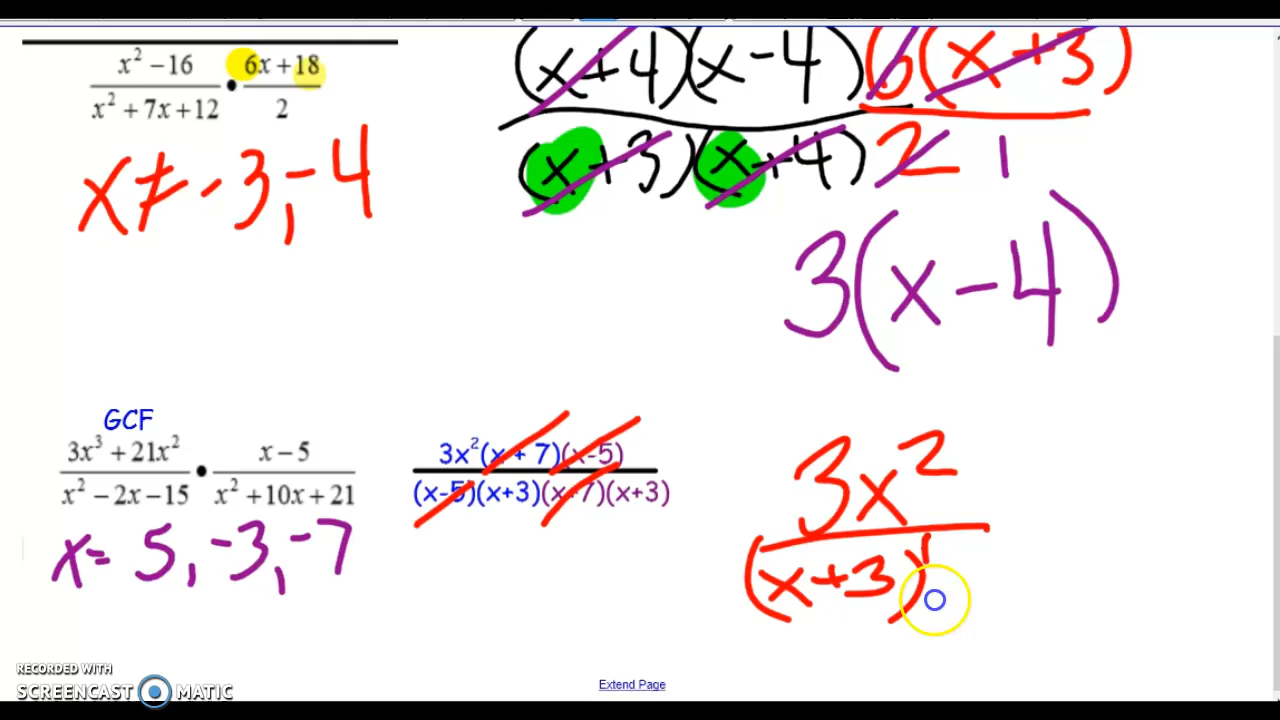 x² – 16 / x² + 7x + 12 • 6x + 18 / 2
(x+4)(x-4) 6(x+3)
(x+3)(x+4) 2 1
x ≠ -3, -4
3(x-4)
GCF
3x³ + 21x² / x² – 2x – 15 • x – 5 / x² + 10x + 21
3x²(x + 7)(x-5)
(x-5)(x+3)(x+7)(x+3)
3x²
(x+3)
x = 5, -3, -7
RECORDED WITH
SCREENCAST MATIC
Extend Page